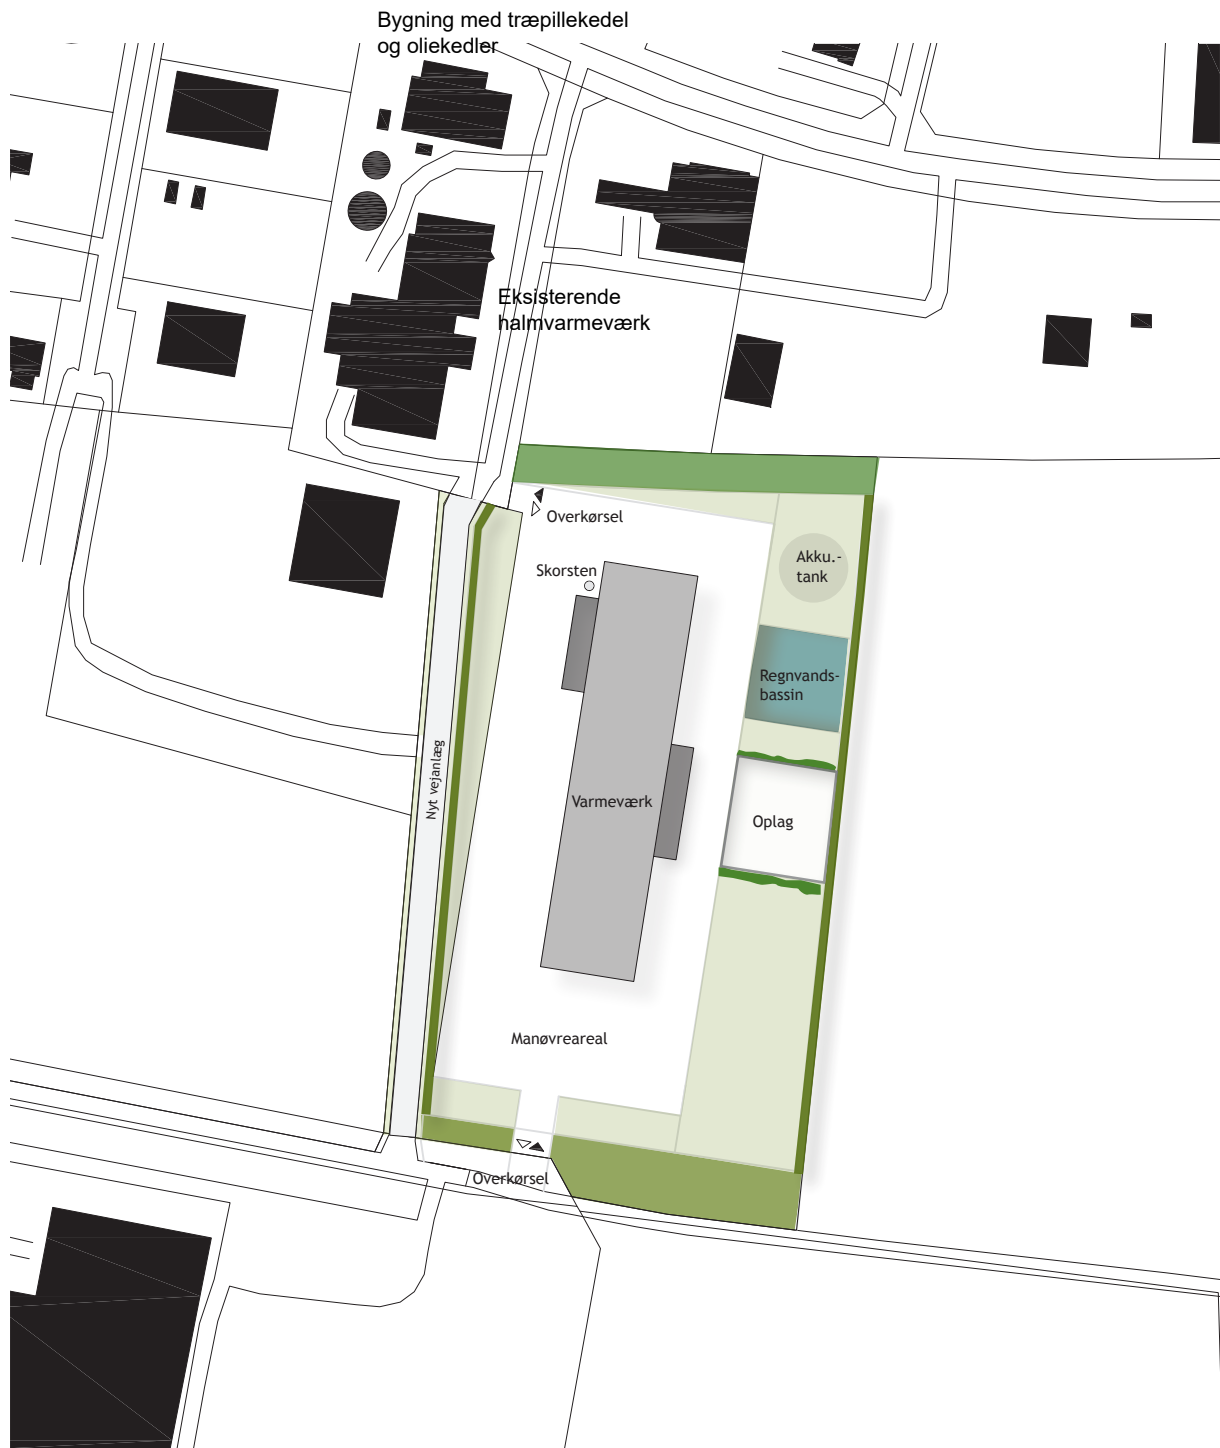 Bygning med træpillekedel
og oliekedler
Eksisterende
halmvarmeværk
Overkørsel
Skorsten
Akku.-
tank
Regnvands-
bassin
Nyt vejanlæg
Varmeværk
Oplag
Manøvreareal
Overkørsel